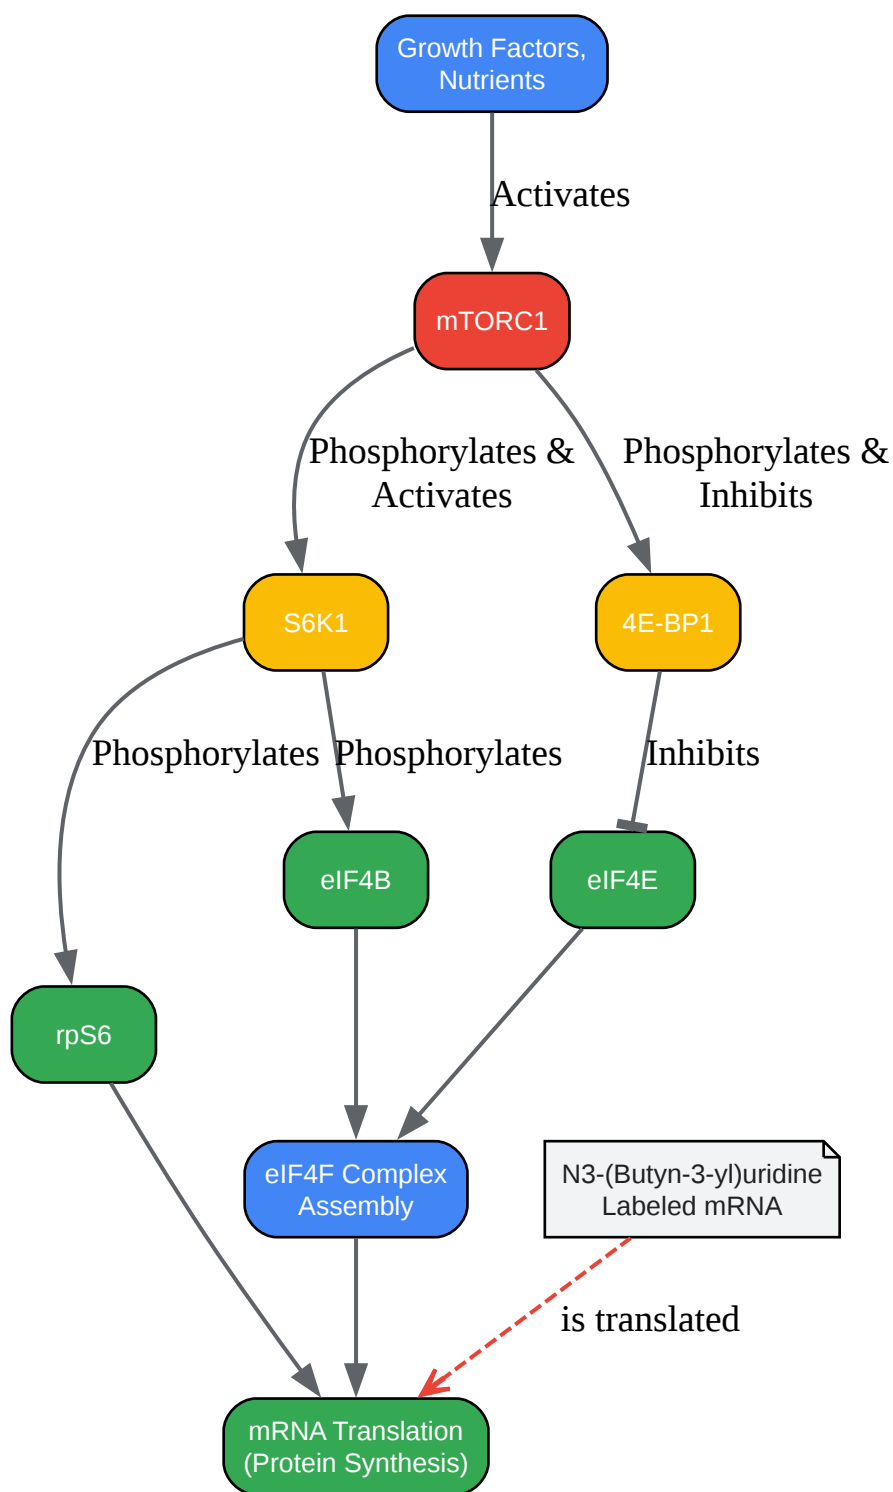 Growth Factors,
Nutrients
Activates
mTORC1
Phosphorylates &
Activates
Phosphorylates &
Inhibits
S6K1
4E-BP1
Phosphorylates
Phosphorylates
Inhibits
eIF4B
eIF4E
rpS6
eIF4F Complex
Assembly
N3-(Butyn-3-yl)uridine
Labeled mRNA
is translated
mRNA Translation
(Protein Synthesis)